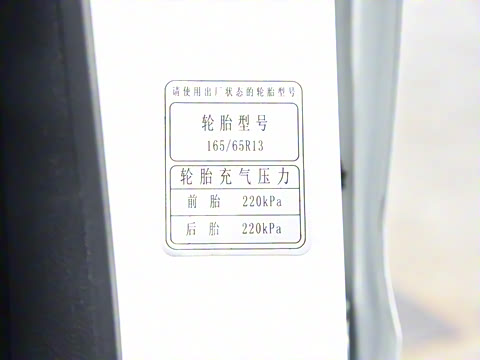 请使用出厂状态的轮胎型号
轮胎型号
165/65R13
轮胎充气压力
前胎 220kPa
后胎 220kPa